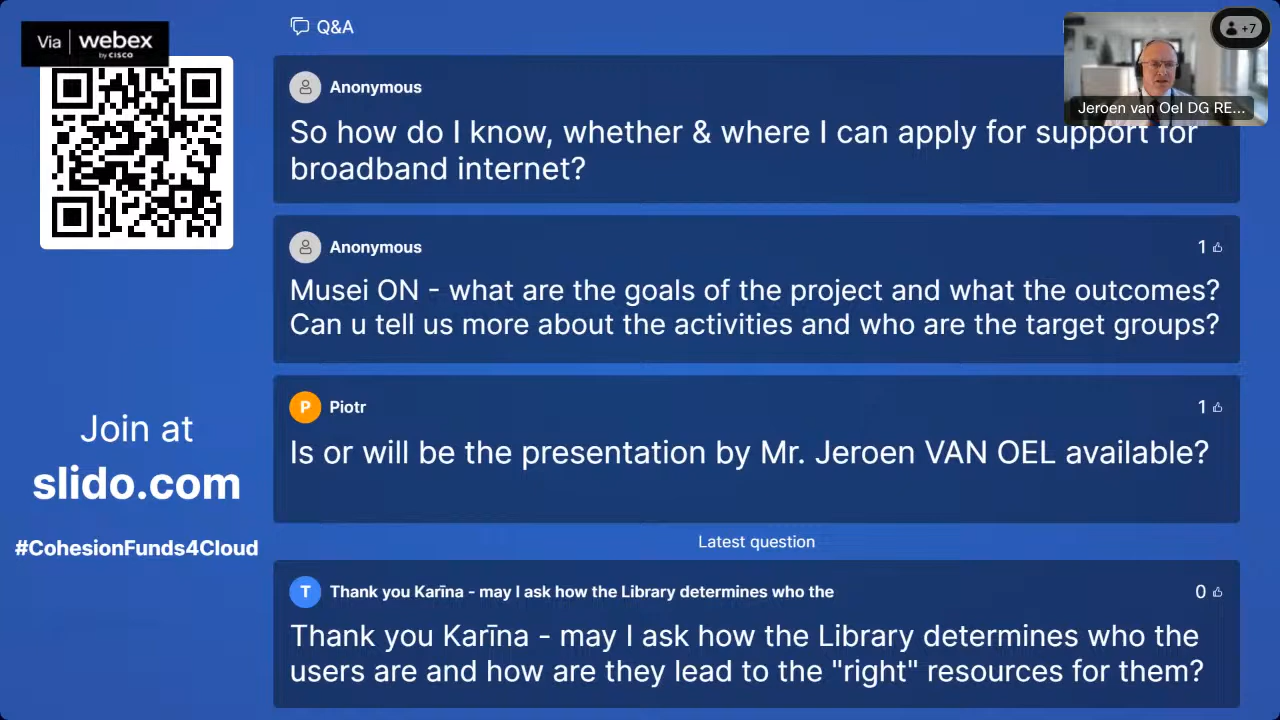 Via webex
by CISCO
Q&A
+7
Jeroen van Oel DG RE...
Anonymous
So how do I know, whether & where I can apply for support for
broadband internet?
Anonymous
1
Musei ON - what are the goals of the project and what the outcomes?
Can u tell us more about the activities and who are the target groups?
P Piotr
1
Is or will be the presentation by Mr. Jeroen VAN OEL available?
Join at
slido.com
#CohesionFunds4Cloud
Latest question
T Thank you Karīna - may I ask how the Library determines who the
0
Thank you Karīna - may I ask how the Library determines who the
users are and how are they lead to the "right" resources for them?